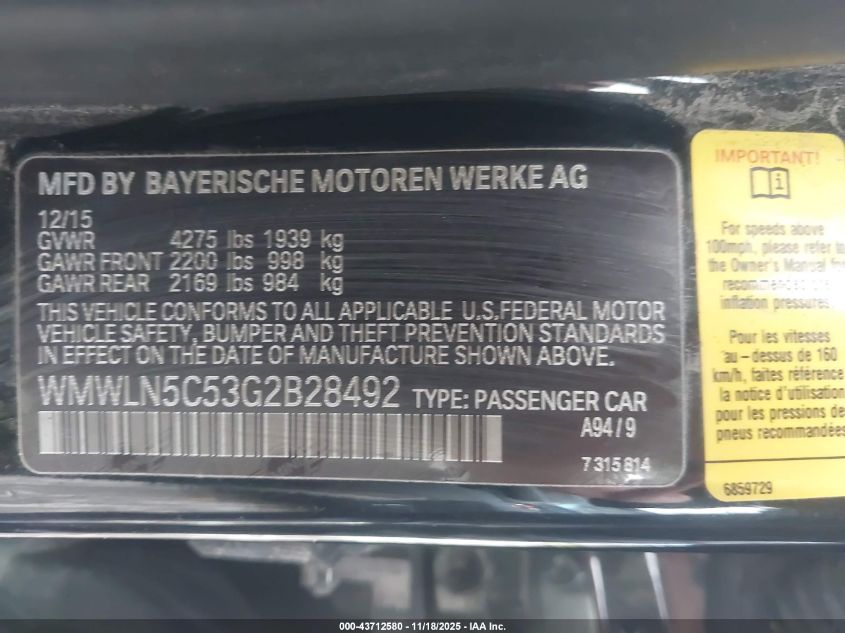 MFD BY BAYERISCHE MOTOREN WERKE AG
12/15
GVWR 4275 lbs 1939 kg
GAWR FRONT 2200 lbs 998 kg
GAWR REAR 2169 lbs 984 kg
THIS VEHICLE CONFORMS TO ALL APPLICABLE U.S.FEDERAL MOTOR
VEHICLE SAFETY, BUMPER AND THEFT PREVENTION STANDARDS
IN EFFECT ON THE DATE OF MANUFACTURE SHOWN ABOVE.
WMWLN5C53G2B28492 TYPE: PASSENGER CAR
A94/9
7 315 814
IMPORTANT!
For speeds above
100mph, please refer to
the Owner's Manual for
recommended
inflation pressures.
Pour les vitesses
au-dessus de 160
km/h, faites référence
la notice d'utilisation
pour les pressions de
pneus recommandées
6859729
000-43712580 - 11/18/2025 - IAA Inc.